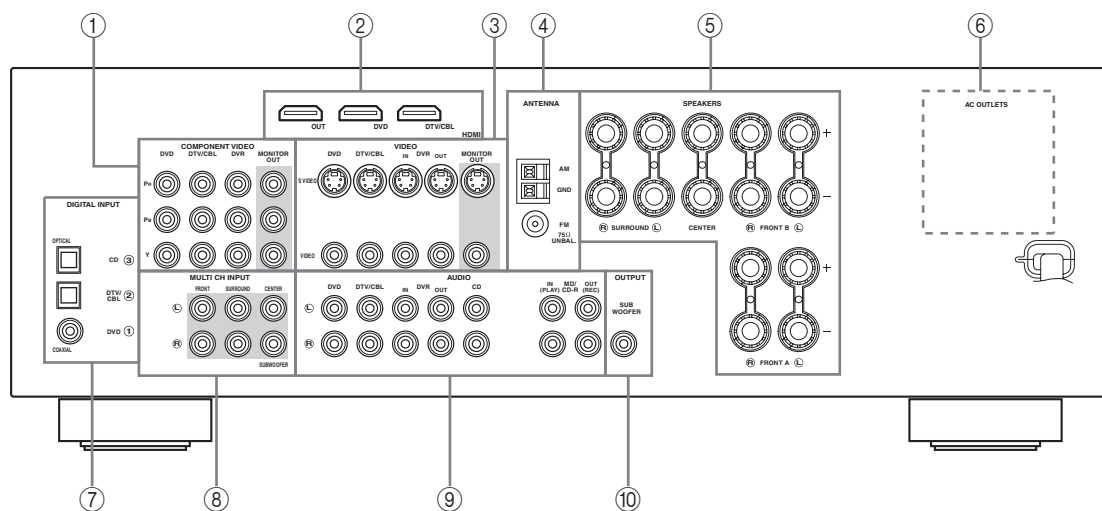 ① ② ③ ④ ⑤ ⑥
ANTENNA
SPEAKERS
AC OUTLETS
OUT DVD DTV/CBL
HDMI
COMPONENT VIDEO
DVD DTV/CBL DVR MONITOR OUT
VIDEO
DVD DTV/CBL IN DVR OUT MONITOR OUT
S VIDEO
AM
GND
FM
75Ω
UNBAL.
PR
PB
Y
VIDEO
+
–
Ⓡ SURROUND Ⓛ CENTER Ⓡ FRONT B Ⓛ
+
–
Ⓡ FRONT A Ⓛ
DIGITAL INPUT
OPTICAL
CD ③
DTV/
CBL ②
DVD ①
COAXIAL
MULTI CH INPUT
FRONT SURROUND CENTER
Ⓛ
Ⓡ
SUBWOOFER
AUDIO
DVD DTV/CBL IN DVR OUT CD
IN (PLAY) MD/ CD-R OUT (REC)
Ⓛ
Ⓡ
OUTPUT
SUB
WOOFER
⑦ ⑧ ⑨ ⑩